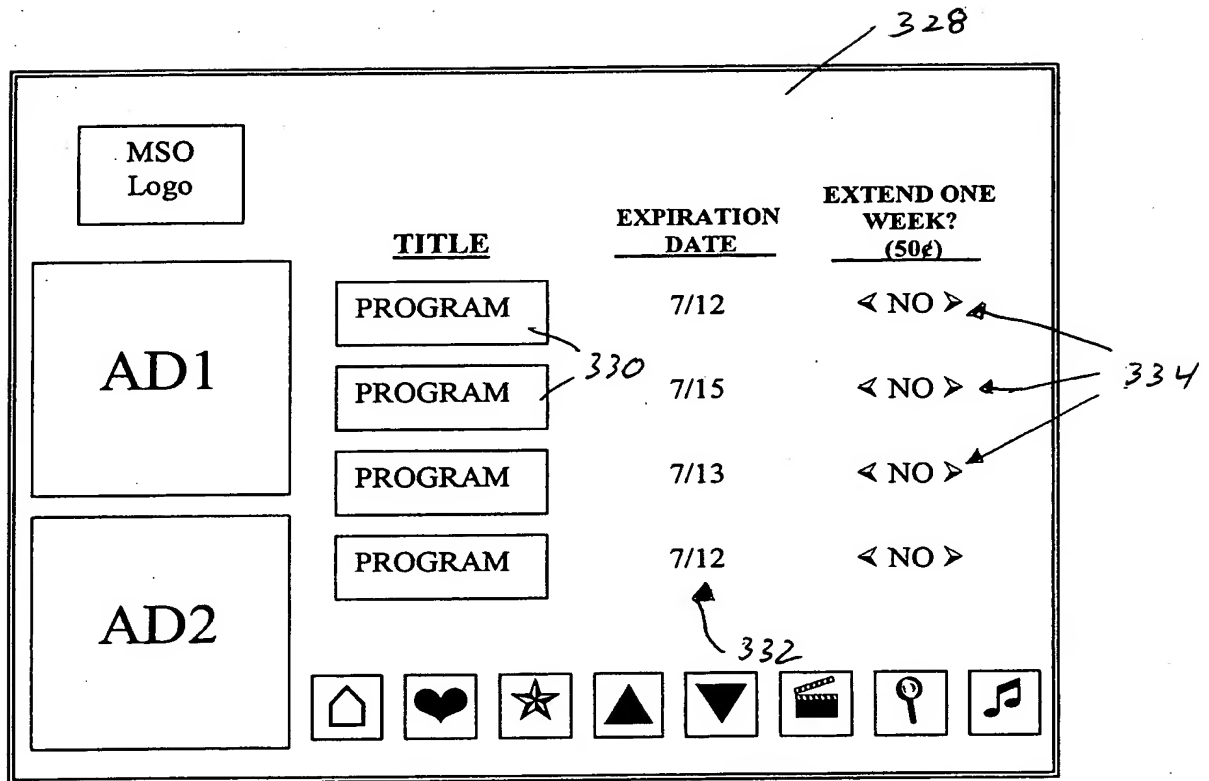 328
MSO
Logo
TITLE
EXPIRATION
DATE
EXTEND ONE
WEEK?
(50¢)
PROGRAM
7/12
< NO >
330
334
PROGRAM
7/15
< NO >
PROGRAM
7/13
< NO >
PROGRAM
7/12
< NO >
332
AD1
AD2